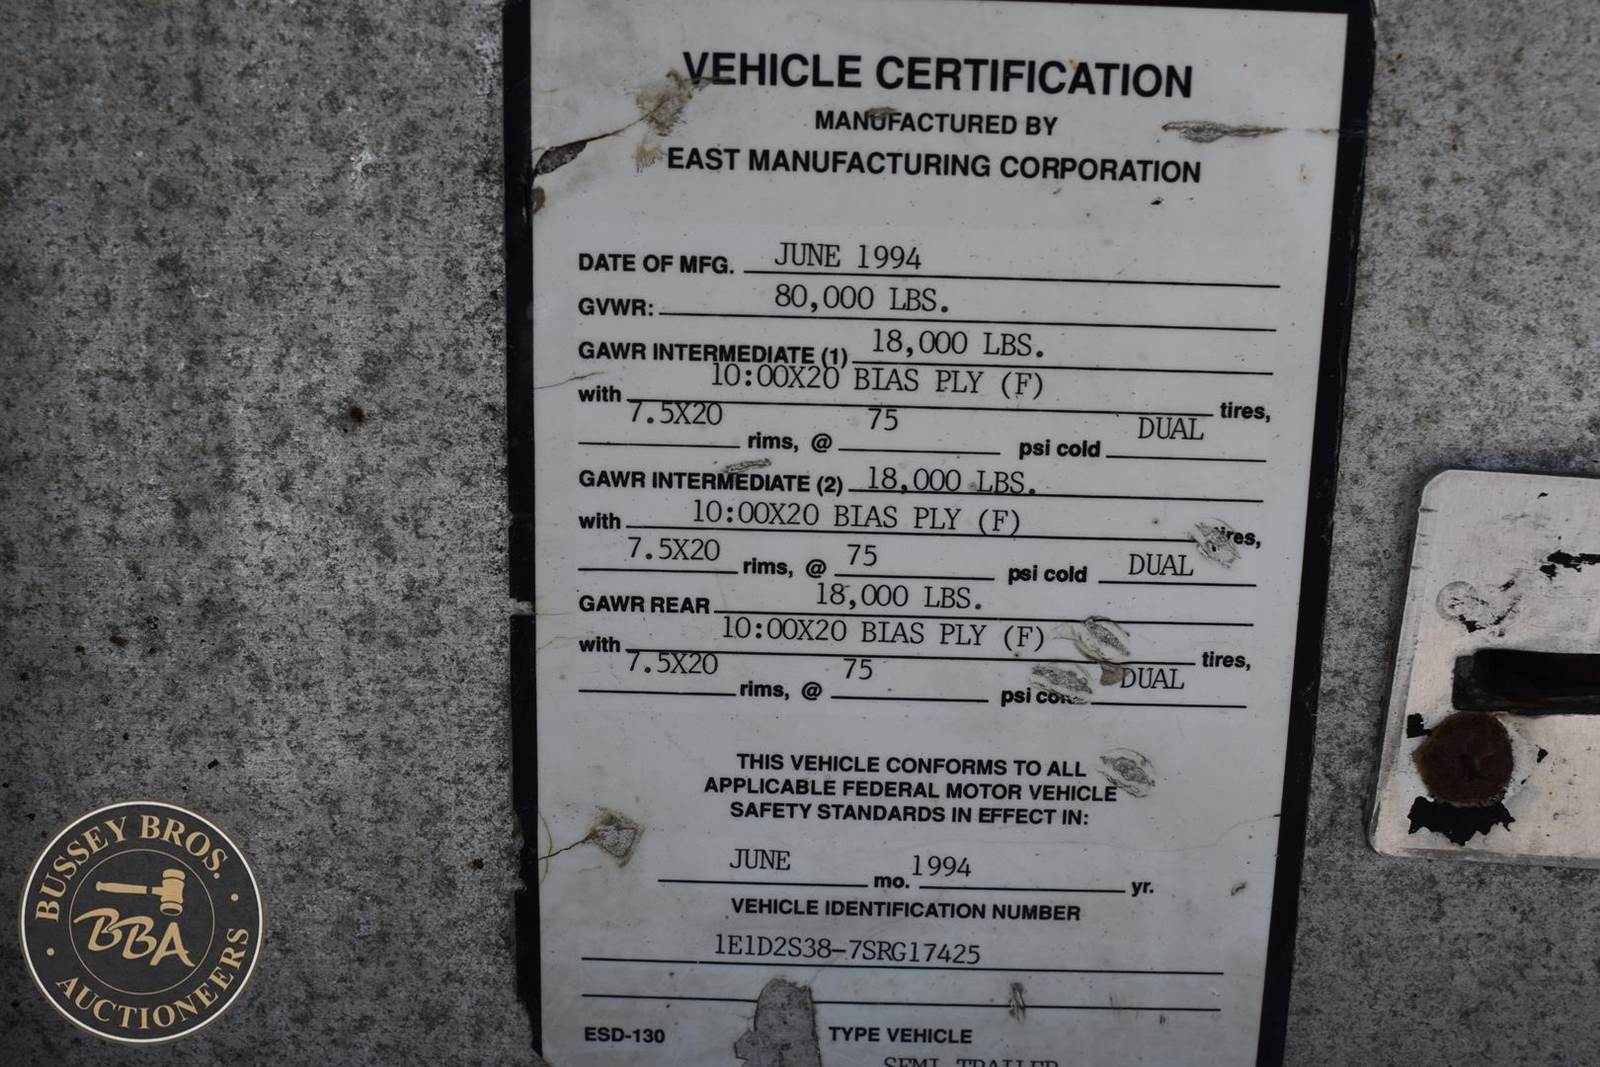 VEHICLE CERTIFICATION
MANUFACTURED BY
EAST MANUFACTURING CORPORATION
DATE OF MFG. JUNE 1994
GVWR: 80,000 LBS.
GAWR INTERMEDIATE (1) 18,000 LBS.
with 10:00X20 BIAS PLY (F) tires,
7.5X20 rims, @ 75 psi cold DUAL
GAWR INTERMEDIATE (2) 18,000 LBS.
with 10:00X20 BIAS PLY (F) tires,
7.5X20 rims, @ 75 psi cold DUAL
GAWR REAR 18,000 LBS.
with 10:00X20 BIAS PLY (F) tires,
7.5X20 rims, @ 75 psi cold DUAL
THIS VEHICLE CONFORMS TO ALL
APPLICABLE FEDERAL MOTOR VEHICLE
SAFETY STANDARDS IN EFFECT IN:
JUNE mo. 1994 yr.
VEHICLE IDENTIFICATION NUMBER
1E1D2S38-7SRG17425
ESD-130 TYPE VEHICLE
SEMI TRAILER
BUSSEY BROS.
BBA
AUCTIONEERS